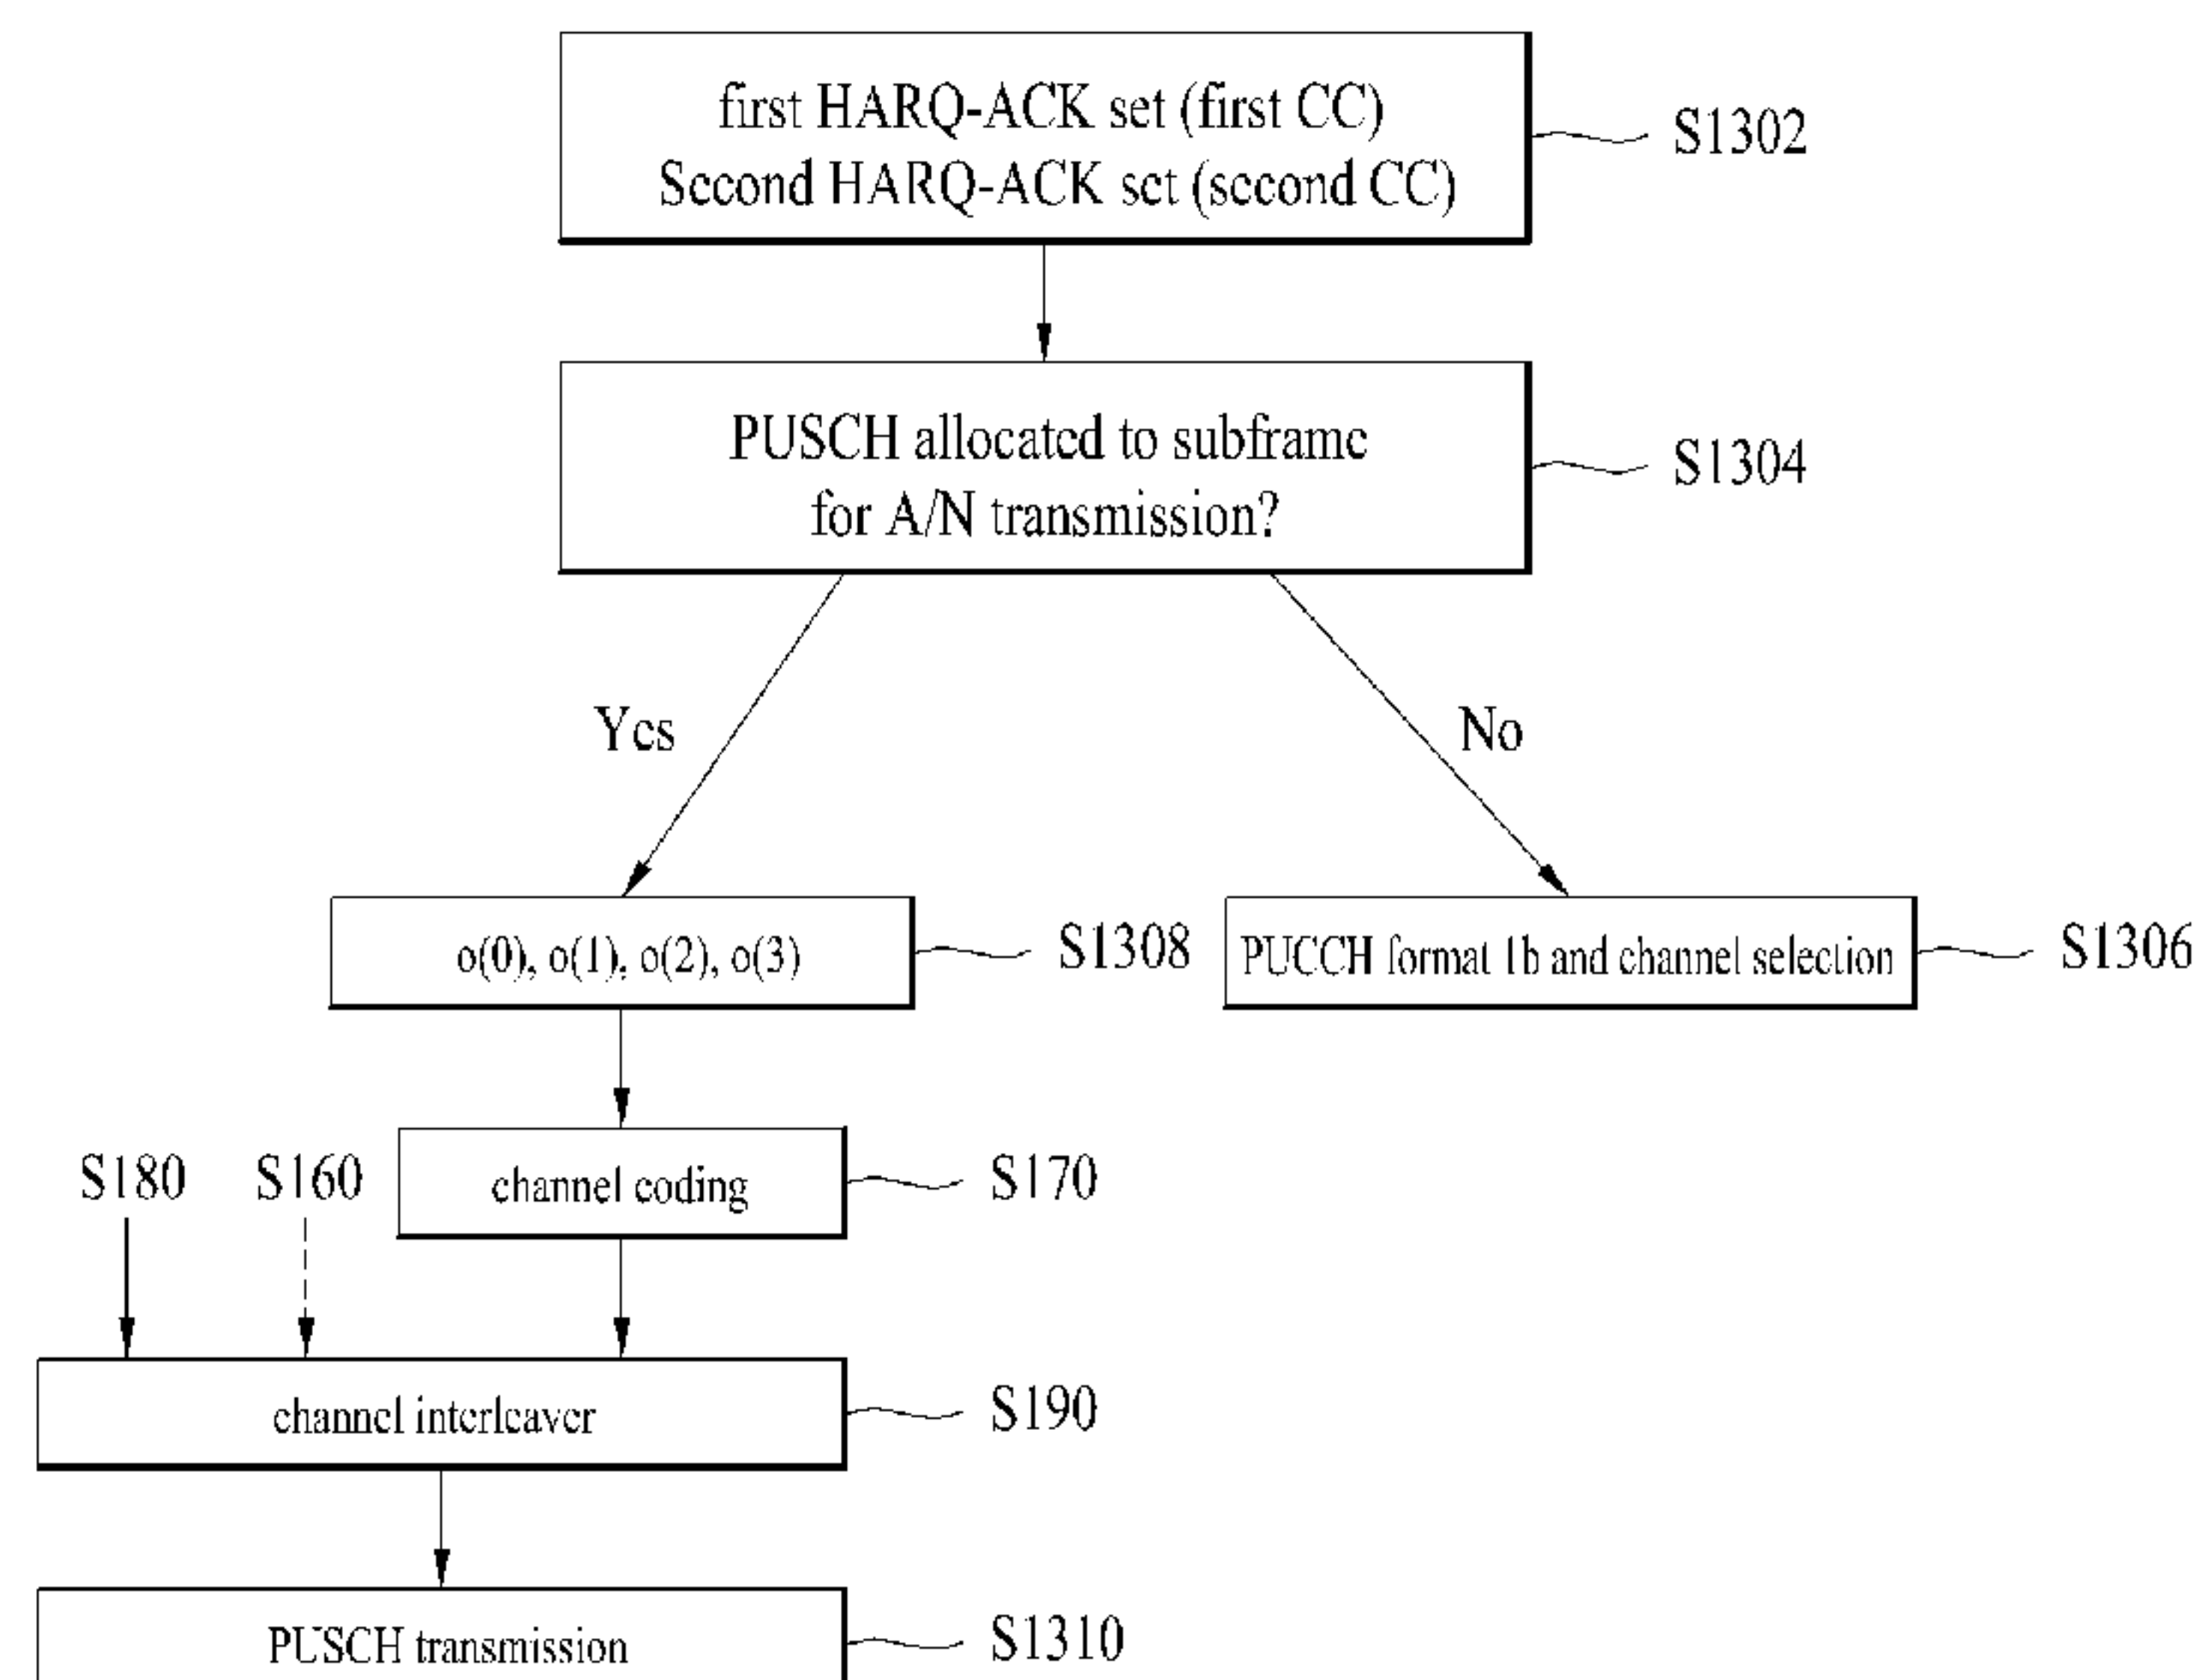 first HARQ-ACK set (first CC)
Second HARQ-ACK set (second CC)
S1302
PUSCH allocated to subframe
for A/N transmission?
S1304
Yes
No
o(0), o(1), o(2), o(3)
S1308
PUCCH format 1b and channel selection
S1306
S180
S160
channel coding
S170
channel interleaver
S190
PUSCH transmission
S1310